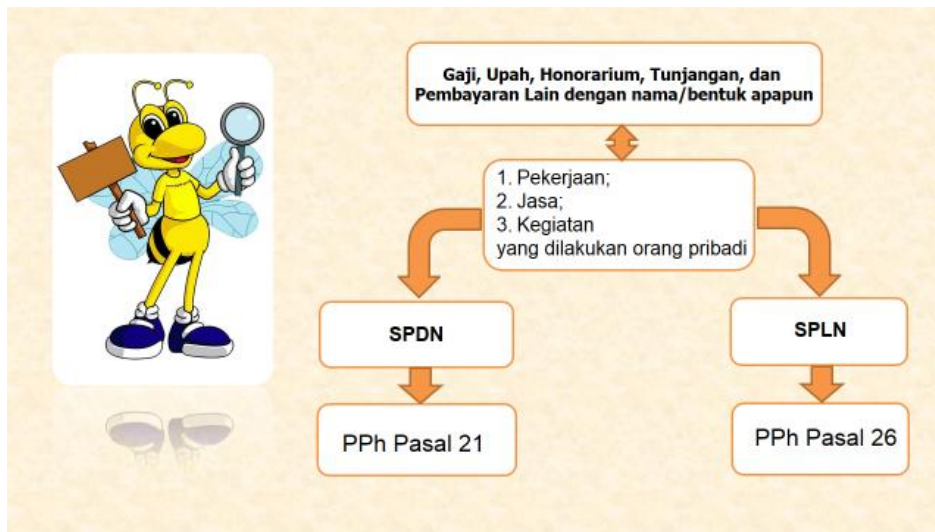 Gaji, Upah, Honorarium, Tunjangan, dan
Pembayaran Lain dengan nama/bentuk apapun
1. Pekerjaan;
2. Jasa;
3. Kegiatan
yang dilakukan orang pribadi
SPDN
SPLN
PPh Pasal 21
PPh Pasal 26